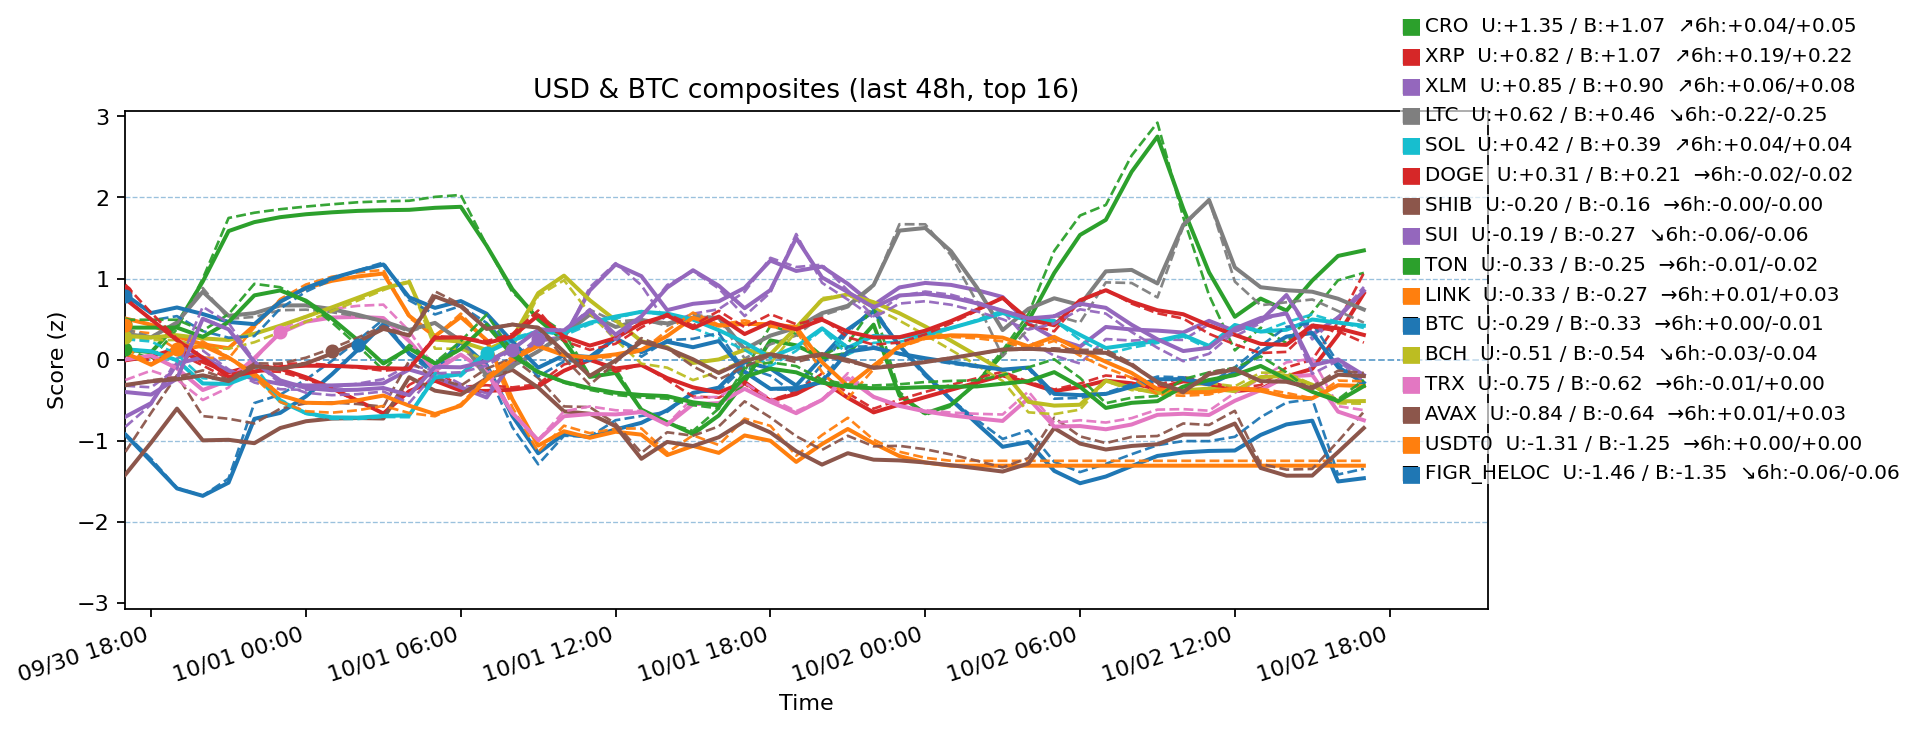 CRO U:+1.35 / B:+1.07 ↗6h:+0.04/+0.05
XRP U:+0.82 / B:+1.07 ↗6h:+0.19/+0.22
USD & BTC composites (last 48h, top 16)
XLM U:+0.85 / B:+0.90 ↗6h:+0.06/+0.08
LTC U:+0.62 / B:+0.46 ↘6h:-0.22/-0.25
SOL U:+0.42 / B:+0.39 ↗6h:+0.04/+0.04
DOGE U:+0.31 / B:+0.21 →6h:-0.02/-0.02
SHIB U:-0.20 / B:-0.16 →6h:-0.00/-0.00
SUI U:-0.19 / B:-0.27 ↘6h:-0.06/-0.06
TON U:-0.33 / B:-0.25 →6h:-0.01/-0.02
LINK U:-0.33 / B:-0.27 →6h:+0.01/+0.03
BTC U:-0.29 / B:-0.33 →6h:+0.00/-0.01
BCH U:-0.51 / B:-0.54 ↘6h:-0.03/-0.04
TRX U:-0.75 / B:-0.62 →6h:-0.01/+0.00
AVAX U:-0.84 / B:-0.64 →6h:+0.01/+0.03
USDT0 U:-1.31 / B:-1.25 →6h:+0.00/+0.00
FIGR_HELOC U:-1.46 / B:-1.35 ↘6h:-0.06/-0.06
Score (z)
3
2
1
0
−1
−2
−3
09/30 18:00
10/01 00:00
10/01 06:00
10/01 12:00
10/01 18:00
10/02 00:00
10/02 06:00
10/02 12:00
10/02 18:00
Time